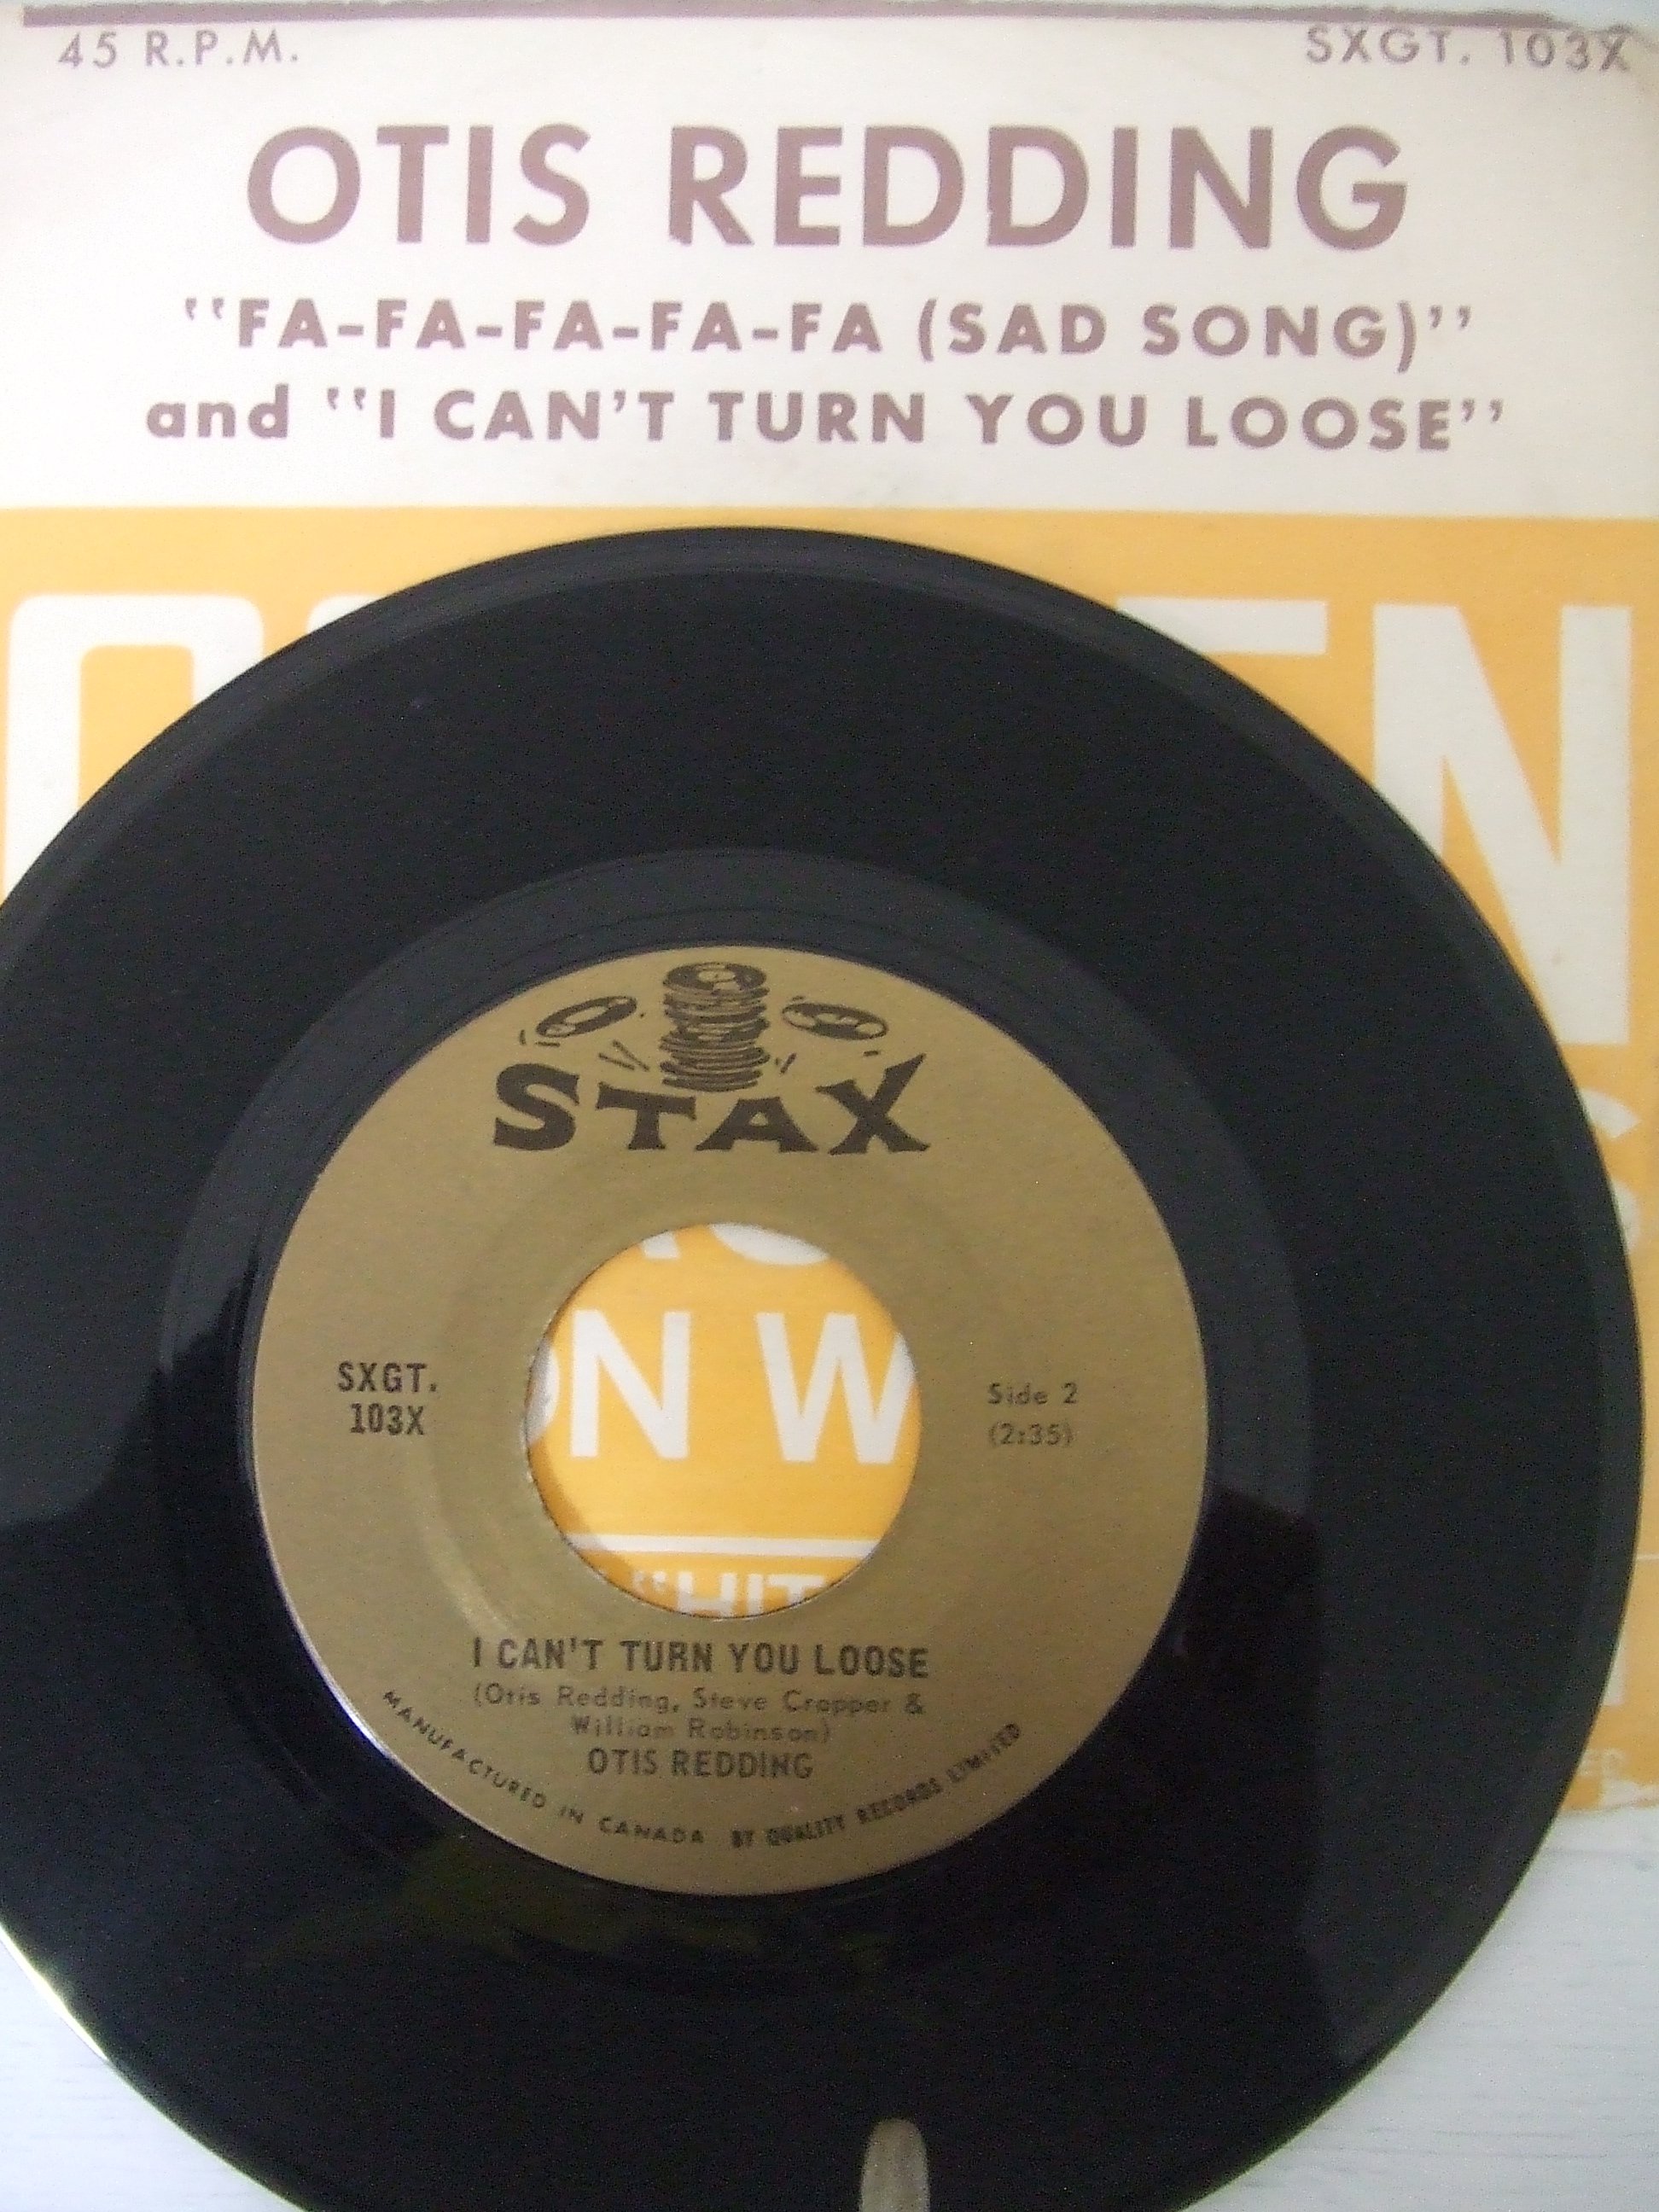 45 R.P.M.
SXGT. 103X
OTIS REDDING
“FA-FA-FA-FA-FA (SAD SONG)”
and “I CAN'T TURN YOU LOOSE”
STAX
SXGT.
103X
Side 2
(2:35)
N W
“HIT
I CAN'T TURN YOU LOOSE
(Otis Redding, Steve Cropper &
William Robinson)
OTIS REDDING
MANUFACTURED IN CANADA BY QUALITY RECORDS LIMITED